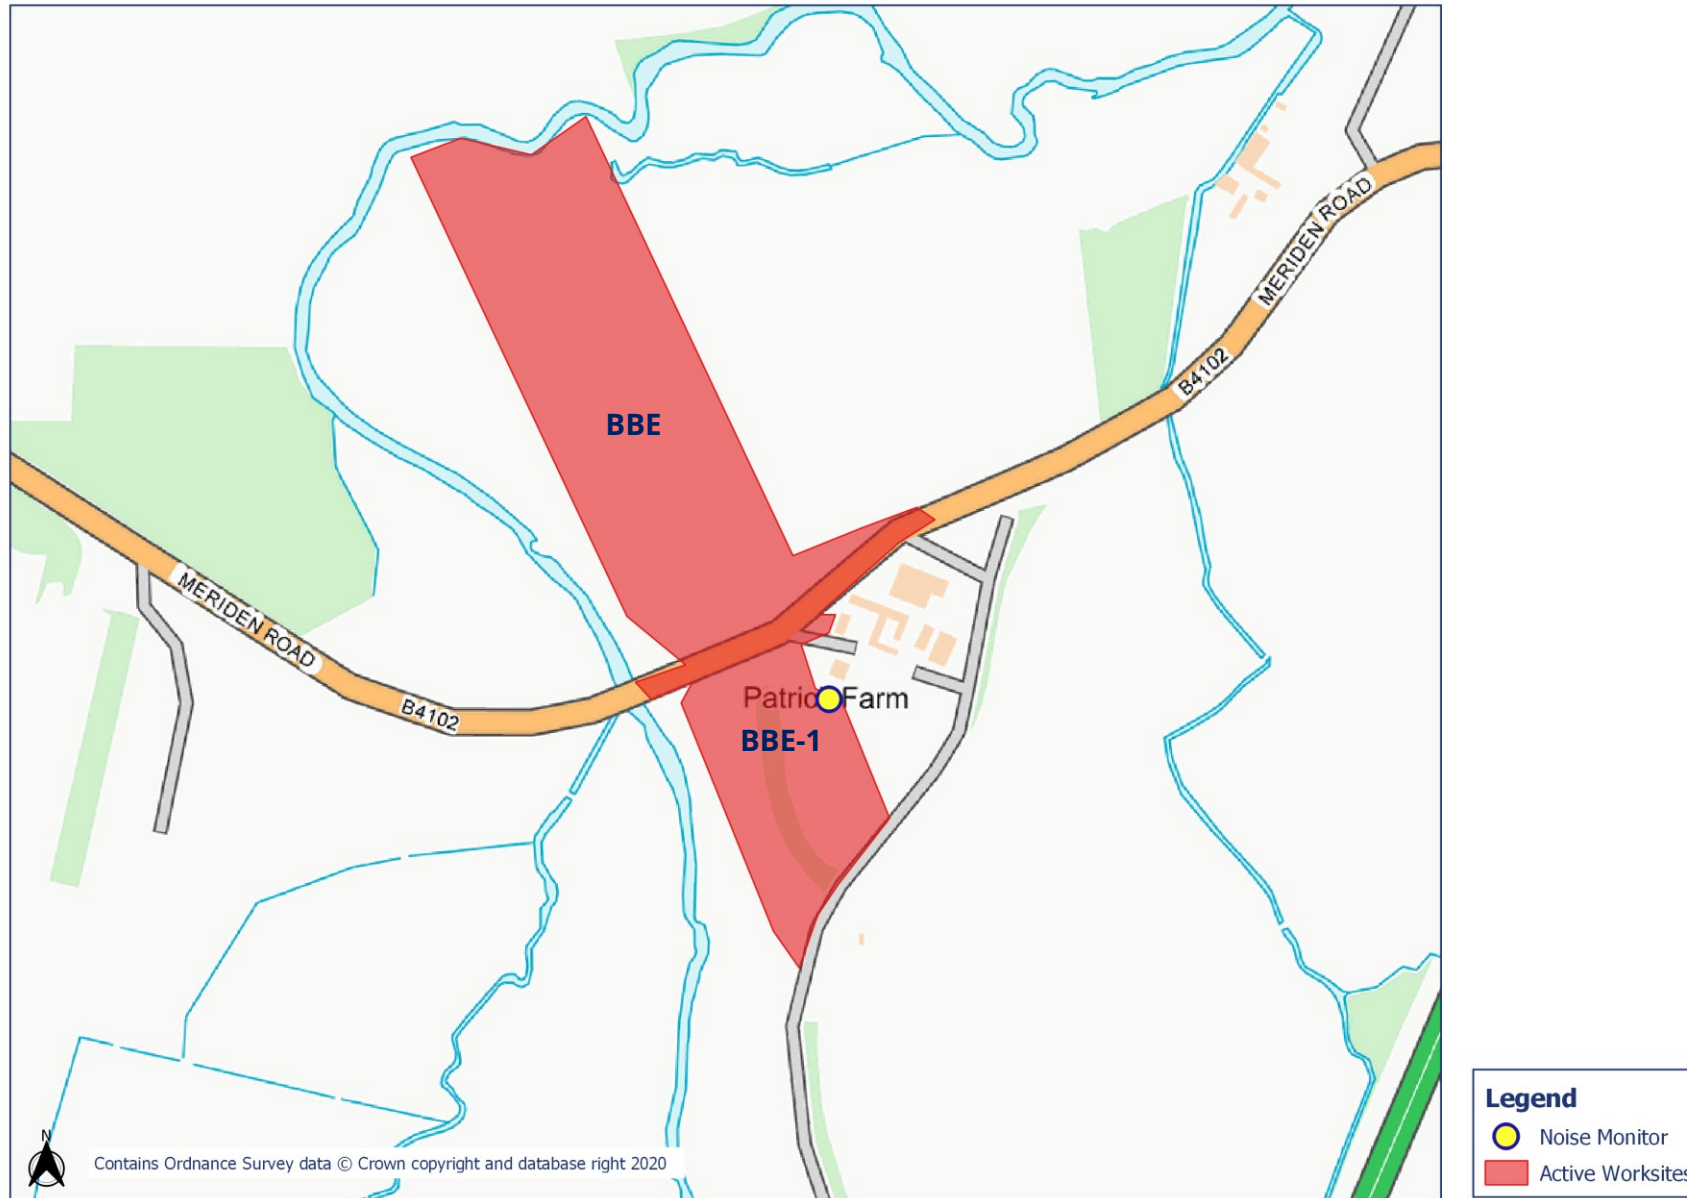 MERIDEN ROAD
B4102
BBE
MERIDEN ROAD
B4102
Patric Farm
BBE-1
N
Contains Ordnance Survey data © Crown copyright and database right 2020
Legend
Noise Monitor
Active Worksites